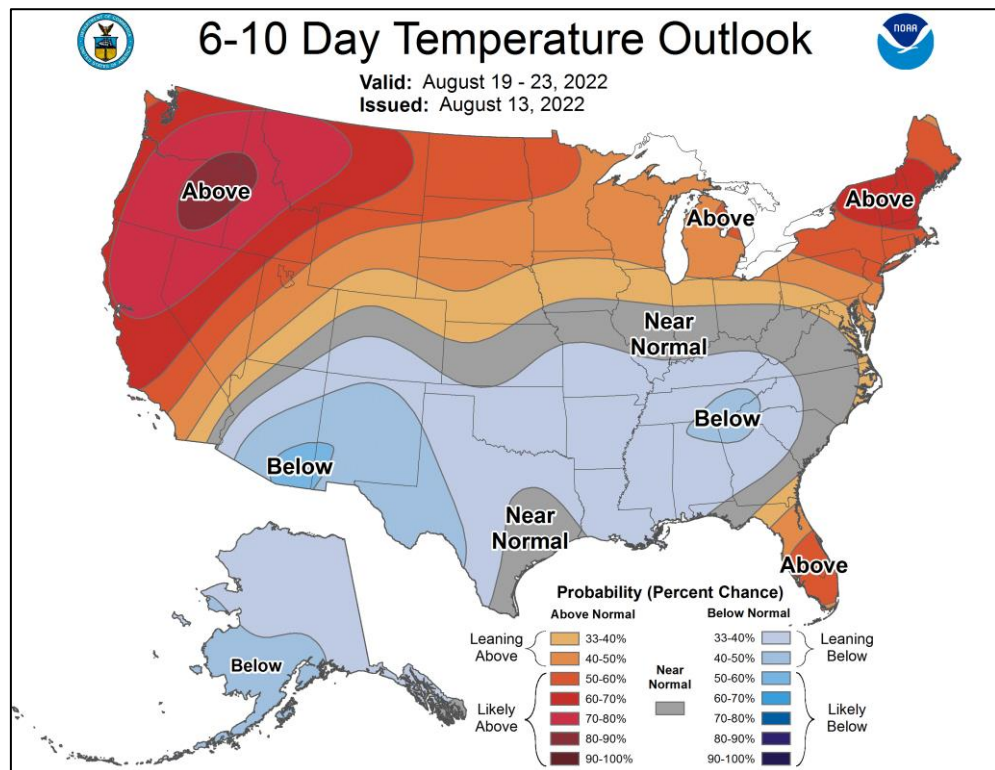 6-10 Day Temperature Outlook
Valid: August 19 - 23, 2022
Issued: August 13, 2022
NOAA
Above
Above
Above
Near
Normal
Below
Below
Near
Normal
Above
Below
Probability (Percent Chance)
Above Normal
Below Normal
Leaning
Above
33-40%
40-50%
50-60%
60-70%
70-80%
80-90%
90-100%
Likely
Above
Near
Normal
33-40%
40-50%
50-60%
60-70%
70-80%
80-90%
90-100%
Leaning
Below
Likely
Below